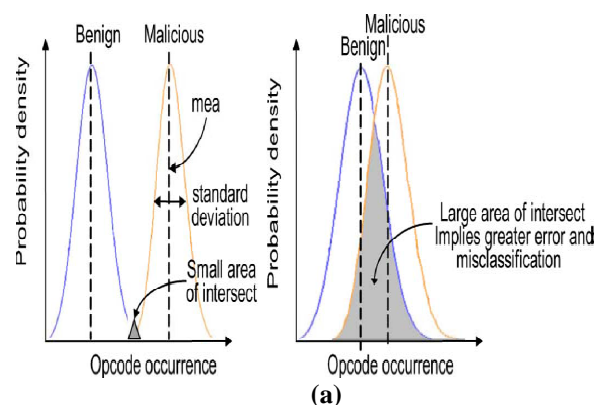 Benign
Malicious
Probability density
mea
standard
deviation
Small area
of intersect
Opcode occurrence
Malicious
Benign
Probability density
Large area of intersect
Implies greater error and
misclassification
Opcode occurrence
(a)